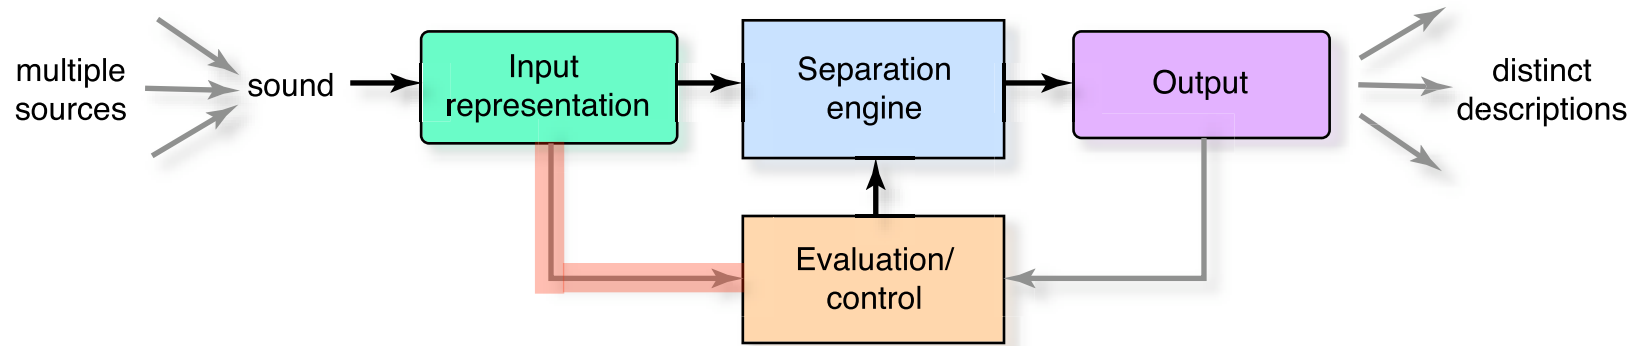 multiple
sources
sound
Input
representation
Separation
engine
Output
distinct
descriptions
Evaluation/
control